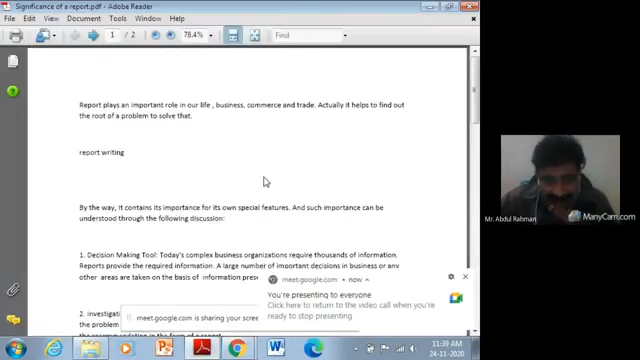 Significance of a report.pdf - Adobe Reader
File Edit View Document Tools Window Help
1 / 2 78.4% Find
Report plays an important role in our life , business, commerce and trade. Actually it helps to find out
the root of a problem to solve that.
report writing
By the way, it contains its importance for its own special features. And such importance can be
understood through the following discussion:
1. Decision Making Tool: Today's complex business organizations require thousands of information.
Reports provide the required information. A large number of important decisions in business or any
other areas are taken on the basis of information prese
2. Investiga
the problem
meet.google.com • now
You're presenting to everyone
Click here to return to the video call when you're
ready to stop presenting
meet.google.com is sharing your scree
Mr. Abdul Rahman
ManyCam.com
11:39 AM
24-11-2020